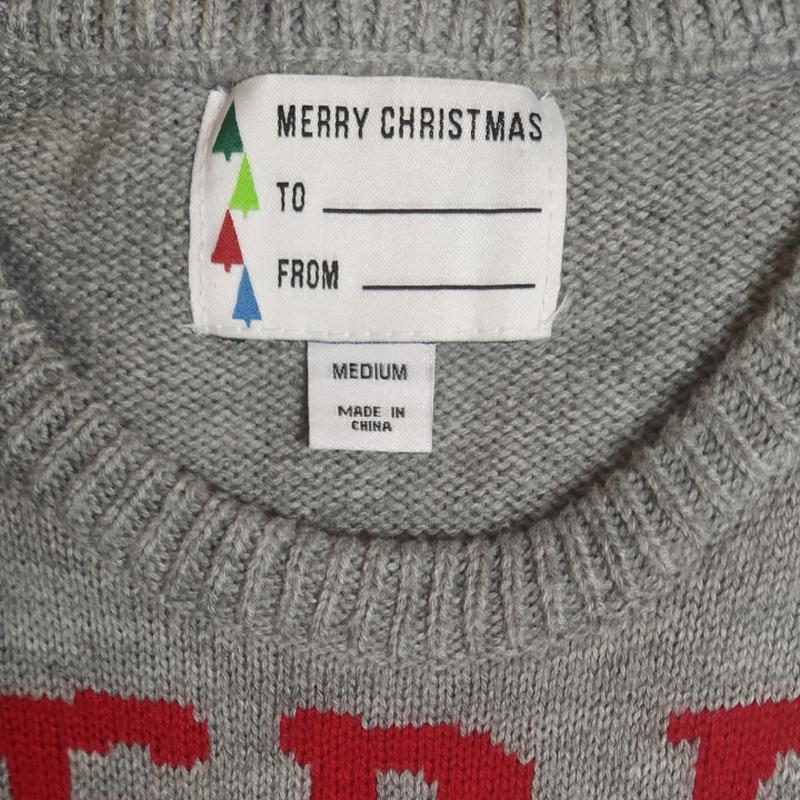 MERRY CHRISTMAS
TO
FROM
MEDIUM
MADE IN
CHINA